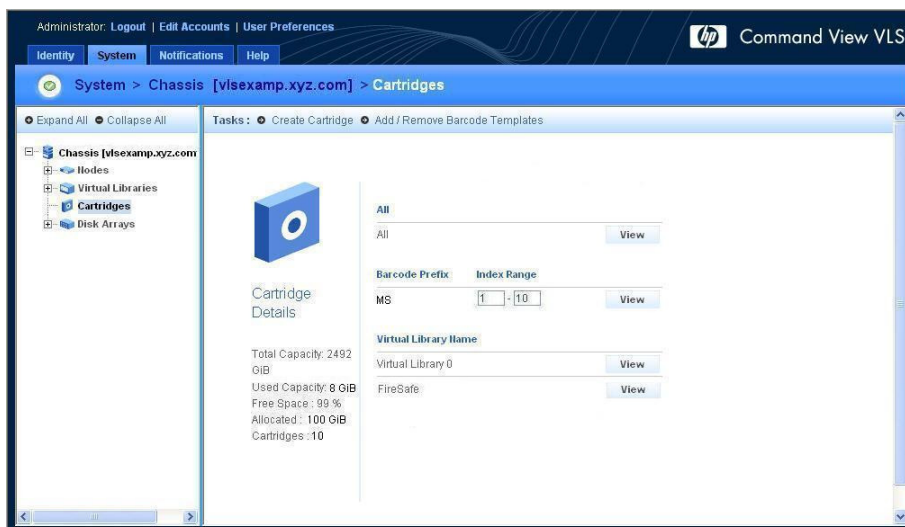 Administrator: Logout | Edit Accounts | User Preferences
hp Command View VLS
Identity System Notifications Help
System > Chassis [vlsexamp.xyz.com] > Cartridges
Expand All Collapse All
Tasks : Create Cartridge Add / Remove Barcode Templates
Chassis [vlsexamp.xyz.com
Nodes
Virtual Libraries
Cartridges
Disk Arrays
Cartridge
Details
Total Capacity: 2492
GiB
Used Capacity: 8 GiB
Free Space : 99 %
Allocated : 100 GiB
Cartridges : 10
All
All View
Barcode Prefix Index Range
MS 1 - 10 View
Virtual Library Name
Virtual Library 0 View
FireSafe View